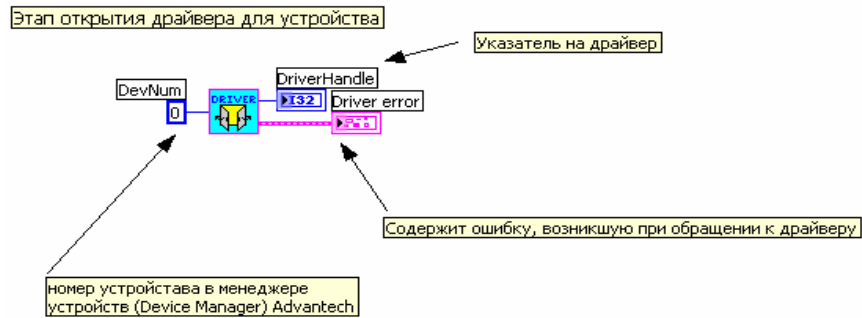 Этап открытия драйвера для устройства
Указатель на драйвер
DriverHandle
DevNum
DRIVER
I32
Driver error
0
Содержит ошибку, возникшую при обращении к драйверу
номер устройстава в менеджере
устройств (Device Manager) Advantech